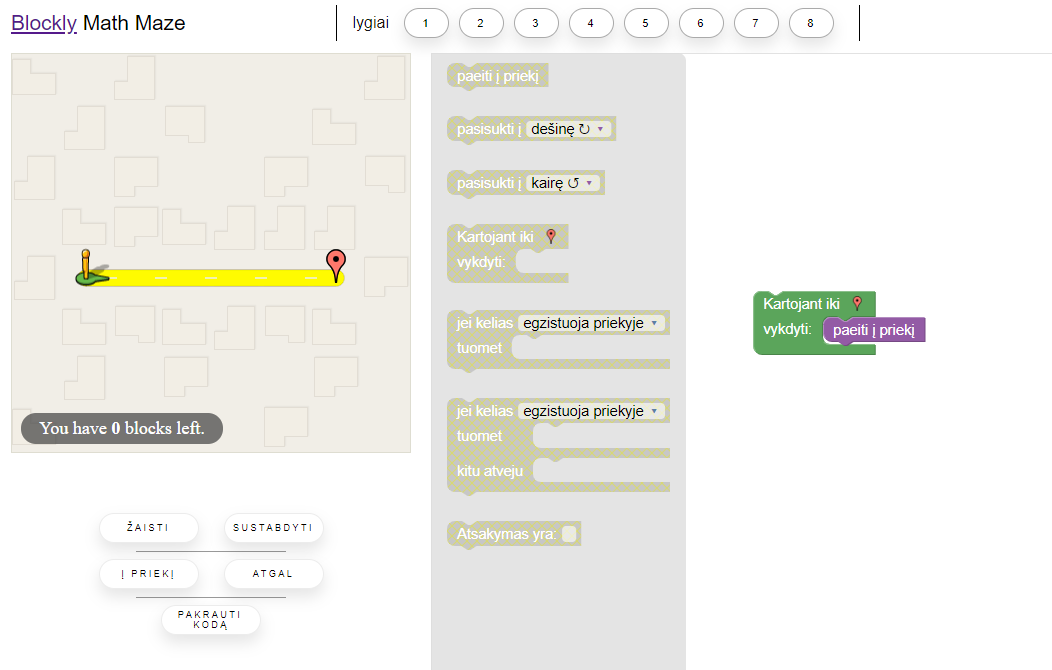 Blockly Math Maze
lygiai 1 2 3 4 5 6 7 8
You have 0 blocks left.
ŽAISTI
SUSTABDYTI
Į PRIEKĮ
ATGAL
PAKRAUTI
KODĄ
paeiti į priekį
pasisukti į dešinę ↻ ▾
pasisukti į kairę ↺ ▾
Kartojant iki
vykdyti:
jei kelias egzistuoja priekyje ▾
tuomet
jei kelias egzistuoja priekyje ▾
tuomet
kitu atveju
Atsakymas yra:
Kartojant iki
vykdyti: paeiti į priekį